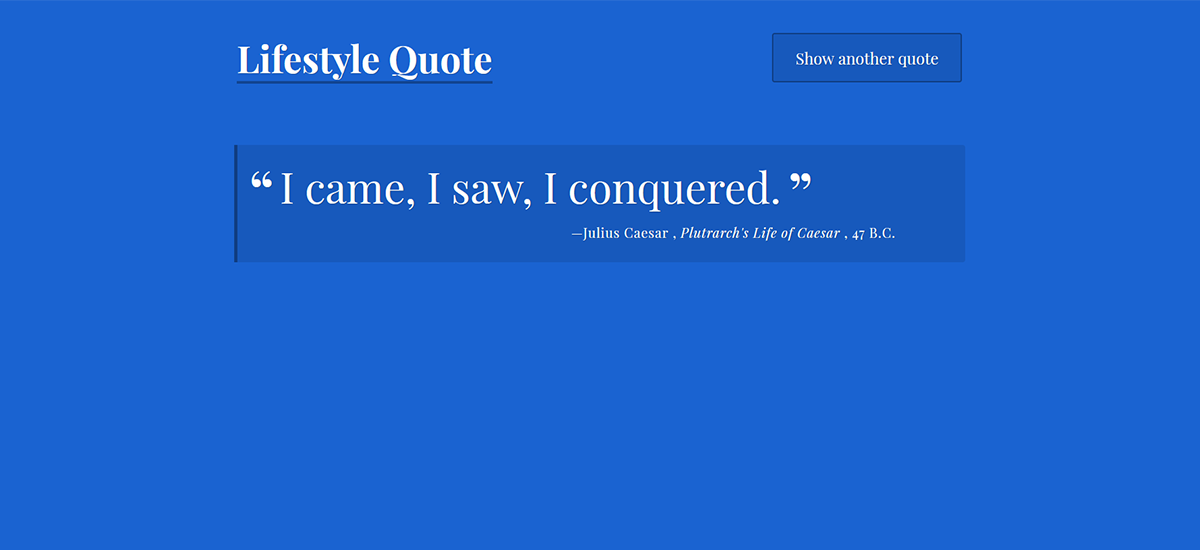 Lifestyle Quote
Show another quote
“ I came, I saw, I conquered. ”
—Julius Caesar , Plutrarch's Life of Caesar , 47 B.C.